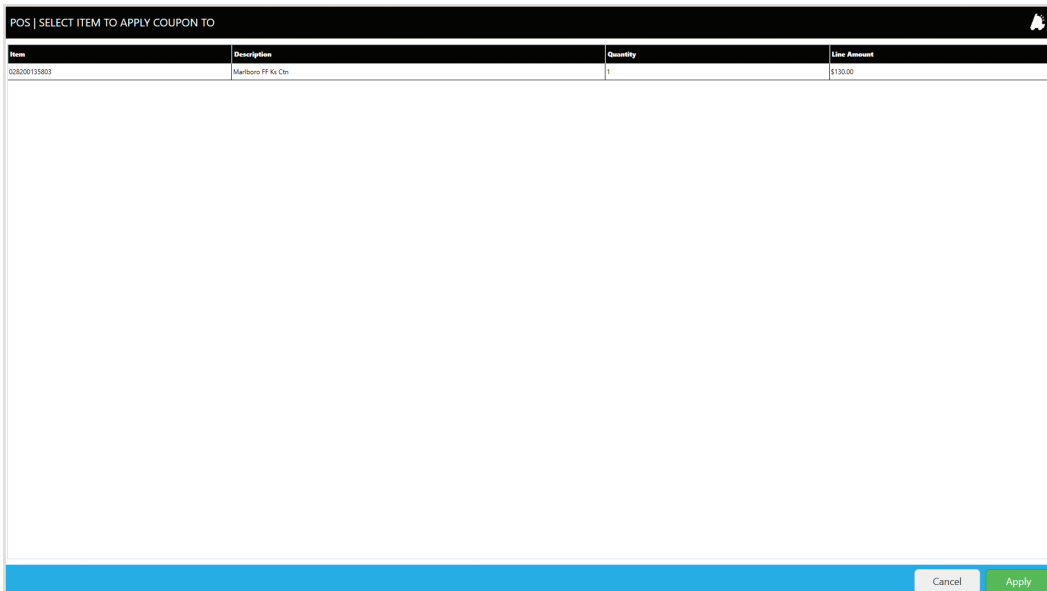 POS | SELECT ITEM TO APPLY COUPON TO
Item Description Quantity Line Amount
028200135803 Marlboro FF Ks Ctn 1 $130.00
Cancel Apply